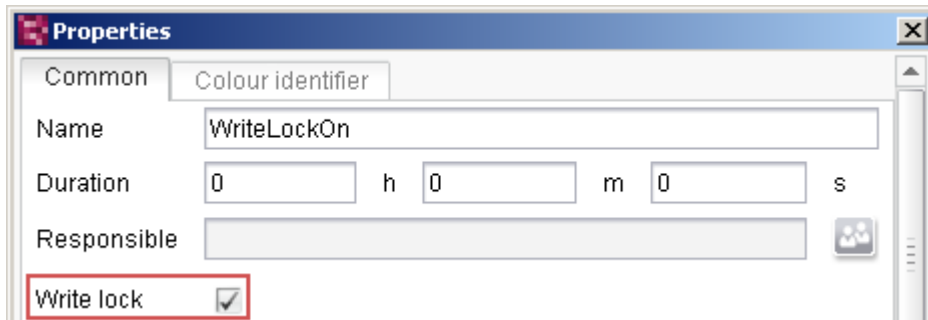 Properties
Common Colour identifier
Name WriteLockOn
Duration 0 h 0 m 0 s
Responsible
Write lock